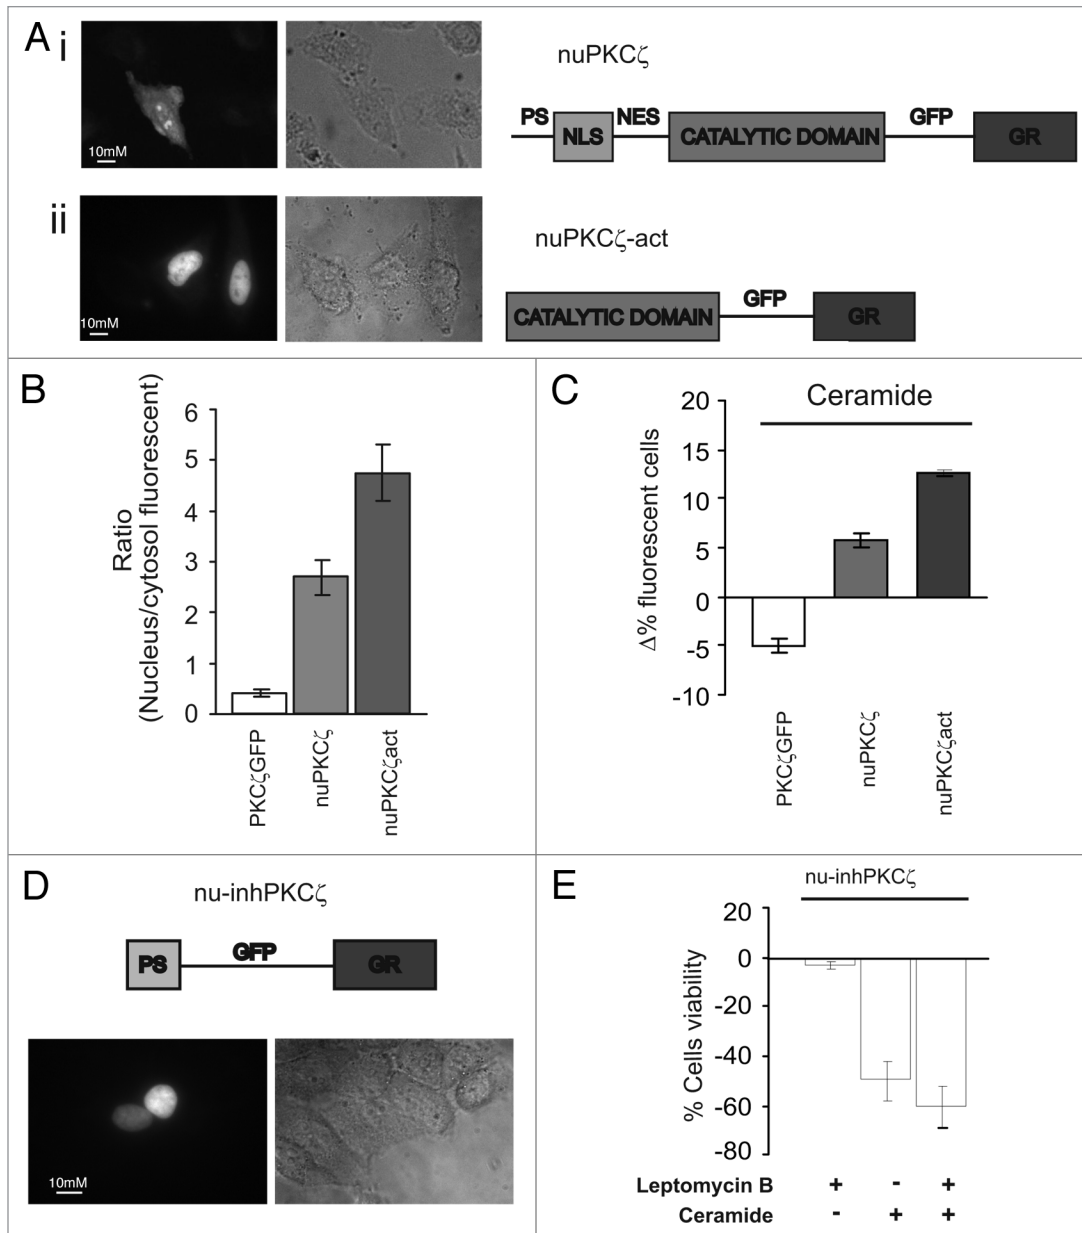 A i
10mM
nuPKCζ
PS NLS NES CATALYTIC DOMAIN GFP GR
ii
10mM
nuPKCζ-act
CATALYTIC DOMAIN GFP GR
B
Ratio
(Nucleus/cytosol fluorescent)
6
5
4
3
2
1
0
PKCζGFP
nuPKCζ
nuPKCζact
C
Ceramide
Δ% fluorescent cells
20
15
10
5
0
-5
-10
PKCζGFP
nuPKCζ
nuPKCζact
D
nu-inhPKCζ
PS GFP GR
10mM
E
nu-inhPKCζ
% Cells viability
20
0
-20
-40
-60
-80
Leptomycin B + - +
Ceramide - + +